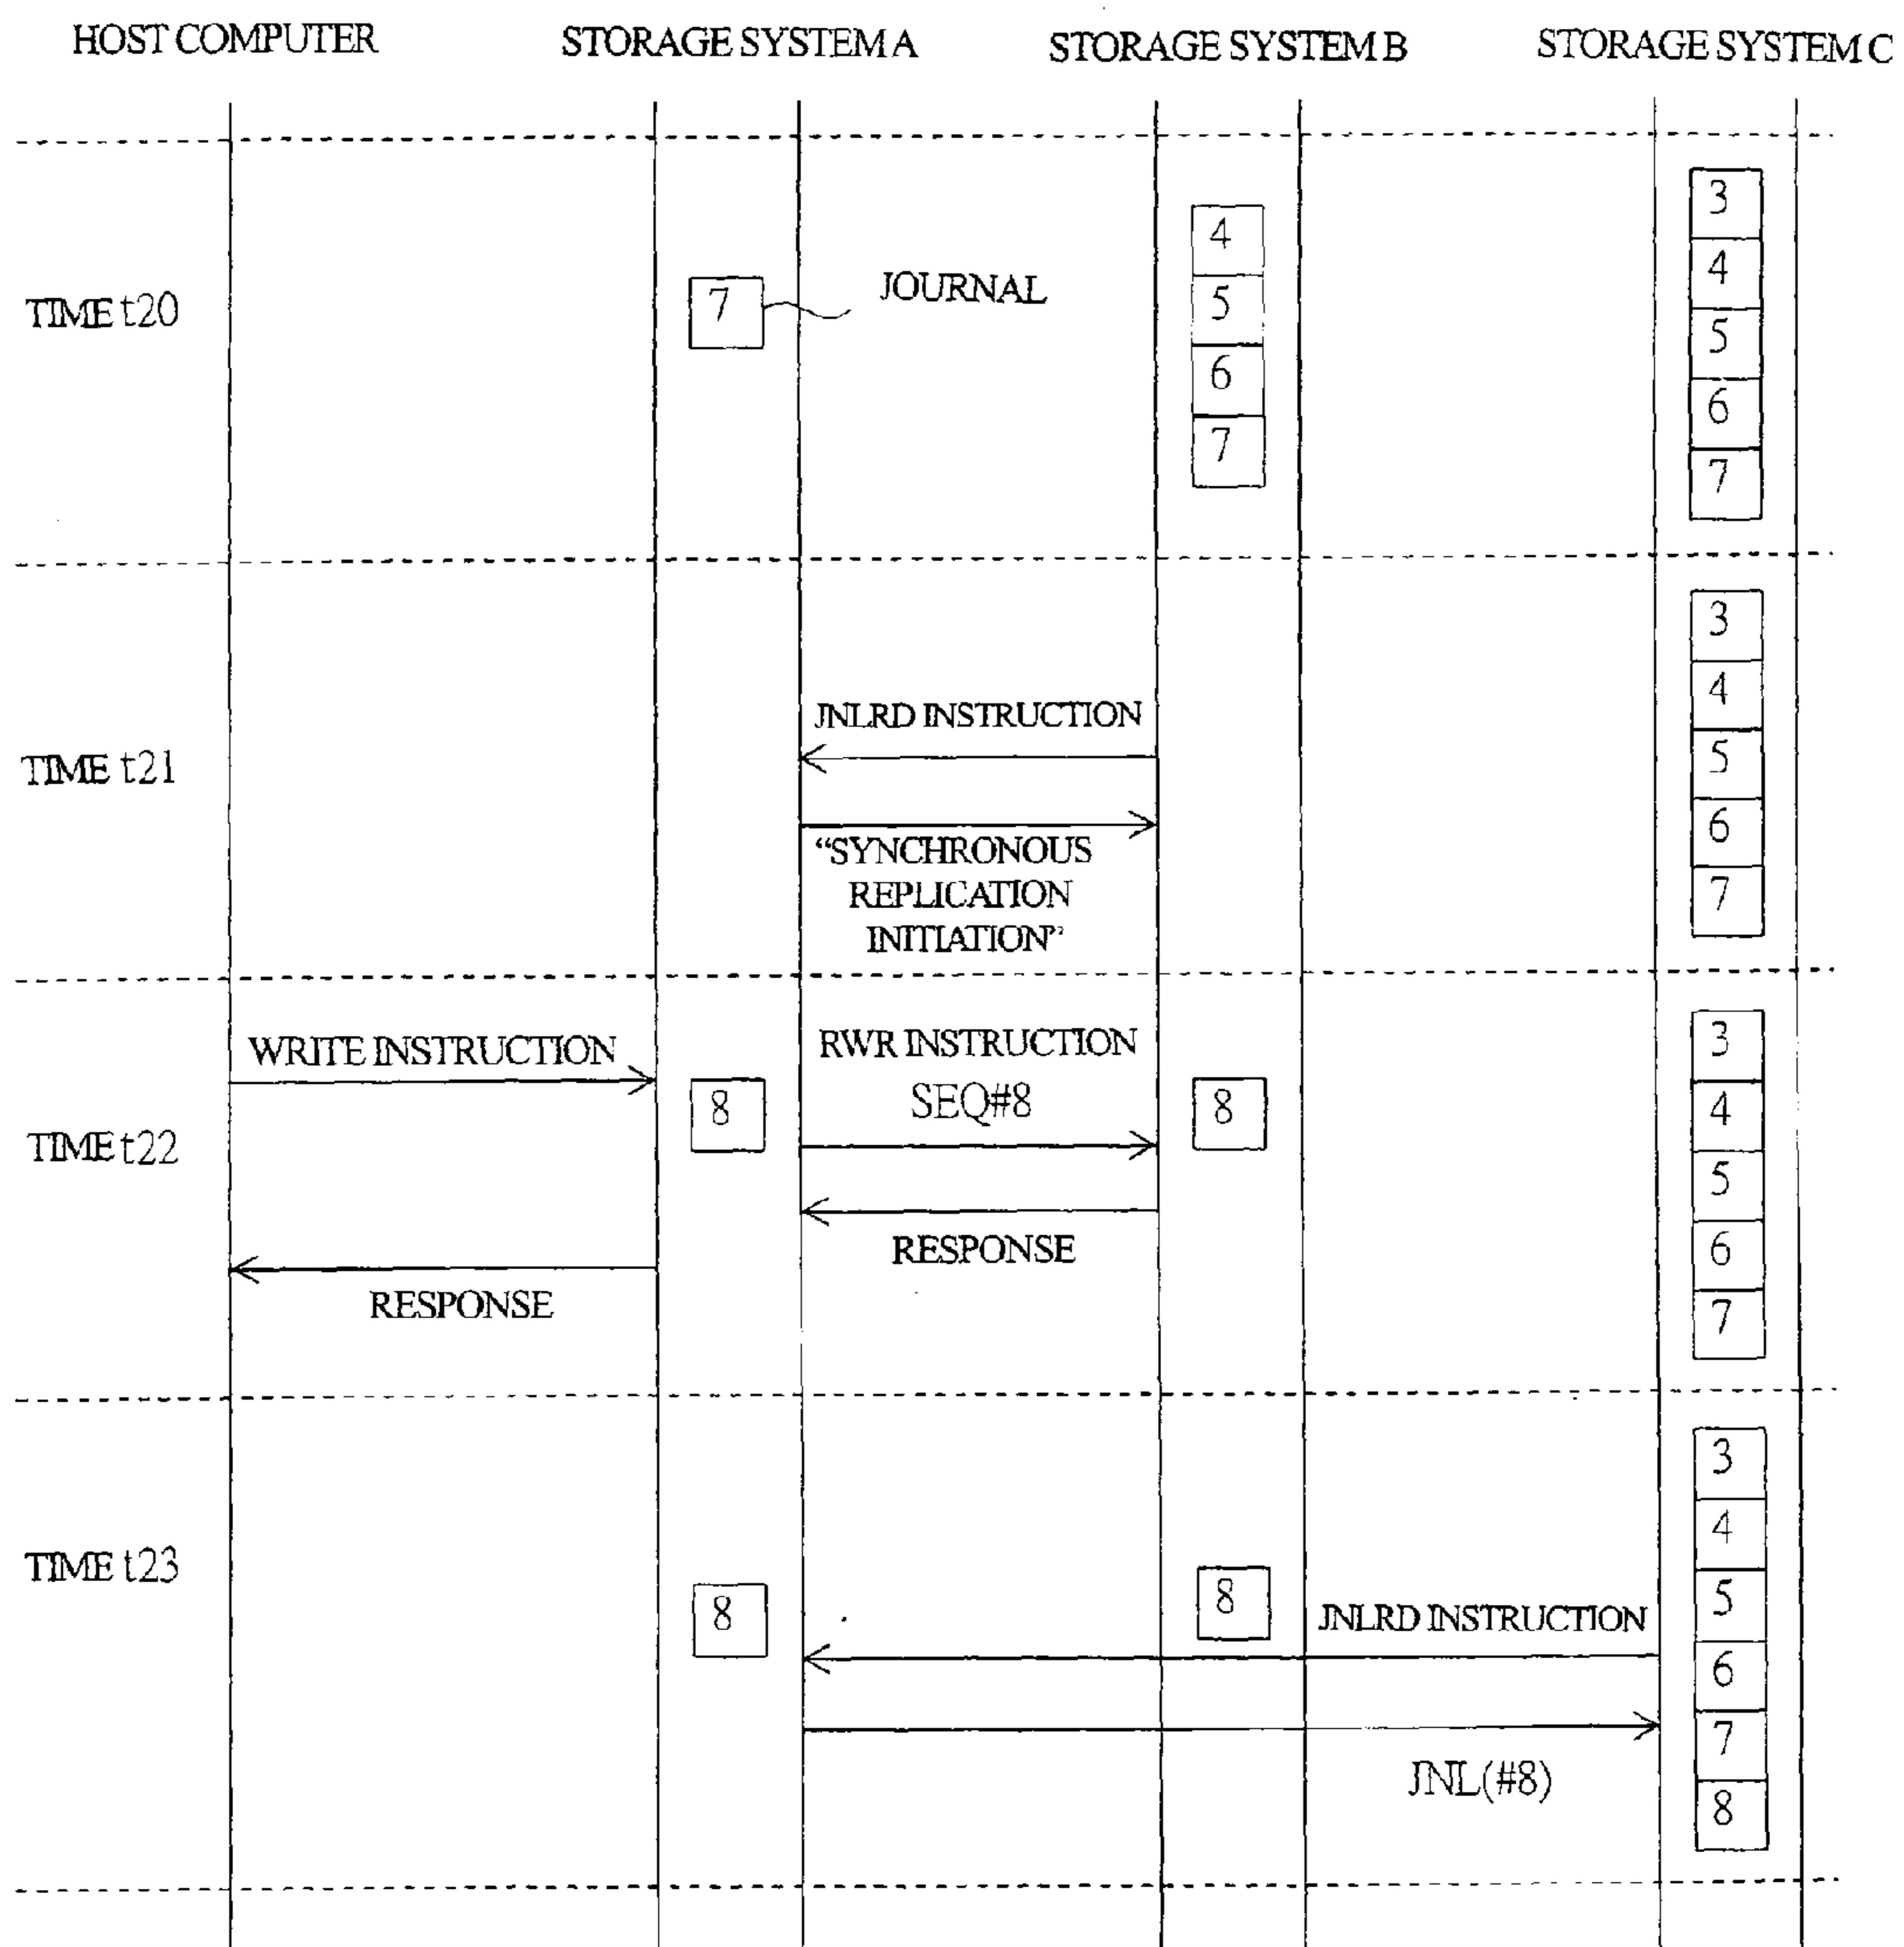 HOST COMPUTER
STORAGE SYSTEM A
STORAGE SYSTEM B
STORAGE SYSTEM C
TIME t20
7
JOURNAL
4
5
6
7
3
4
5
6
7
TIME t21
JNLRD INSTRUCTION
“SYNCHRONOUS
REPLICATION
INITIATION”
3
4
5
6
7
TIME t22
WRITE INSTRUCTION
8
RWR INSTRUCTION
SEQ#8
8
RESPONSE
RESPONSE
3
4
5
6
7
TIME t23
8
8
JNLRD INSTRUCTION
JNL(#8)
3
4
5
6
7
8